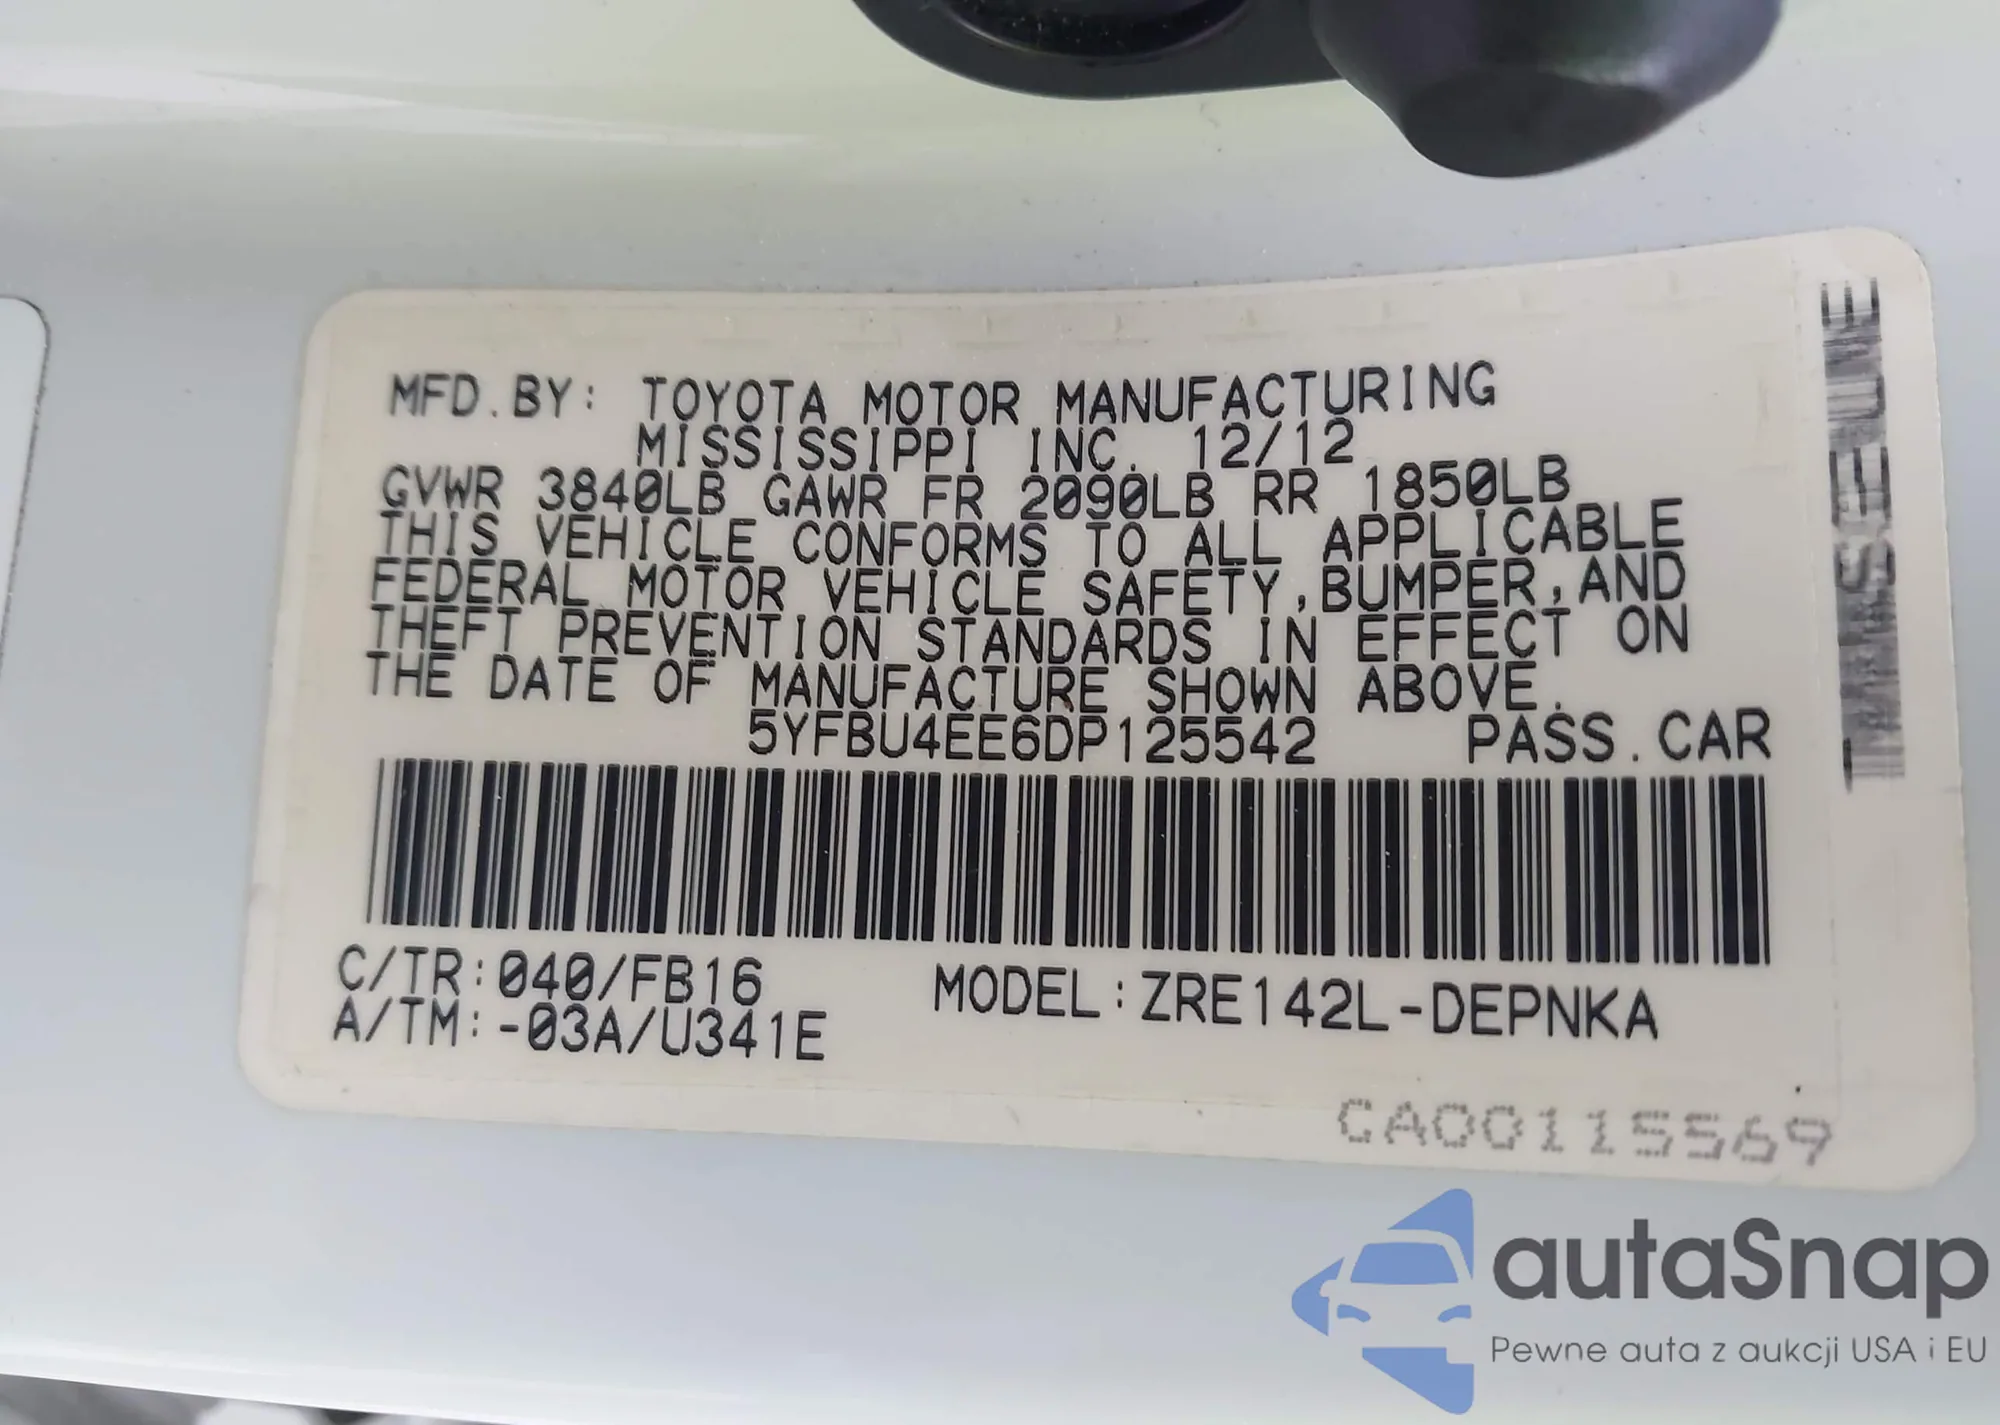 MFD.BY: TOYOTA MOTOR MANUFACTURING
MISSISSIPPI INC. 12/12
GVWR 3840LB GAWR FR 2090LB RR 1850LB
THIS VEHICLE CONFORMS TO ALL APPLICABLE
FEDERAL MOTOR VEHICLE SAFETY,BUMPER,AND
THEFT PREVENTION STANDARDS IN EFFECT ON
THE DATE OF MANUFACTURE SHOWN ABOVE.
5YFBU4EE6DP125542 PASS.CAR
C/TR:040/FB16 MODEL:ZRE142L-DEPNKA
A/TM:-03A/U341E
CA00115569
autaSnap
Pewne auta z aukcji USA i EU